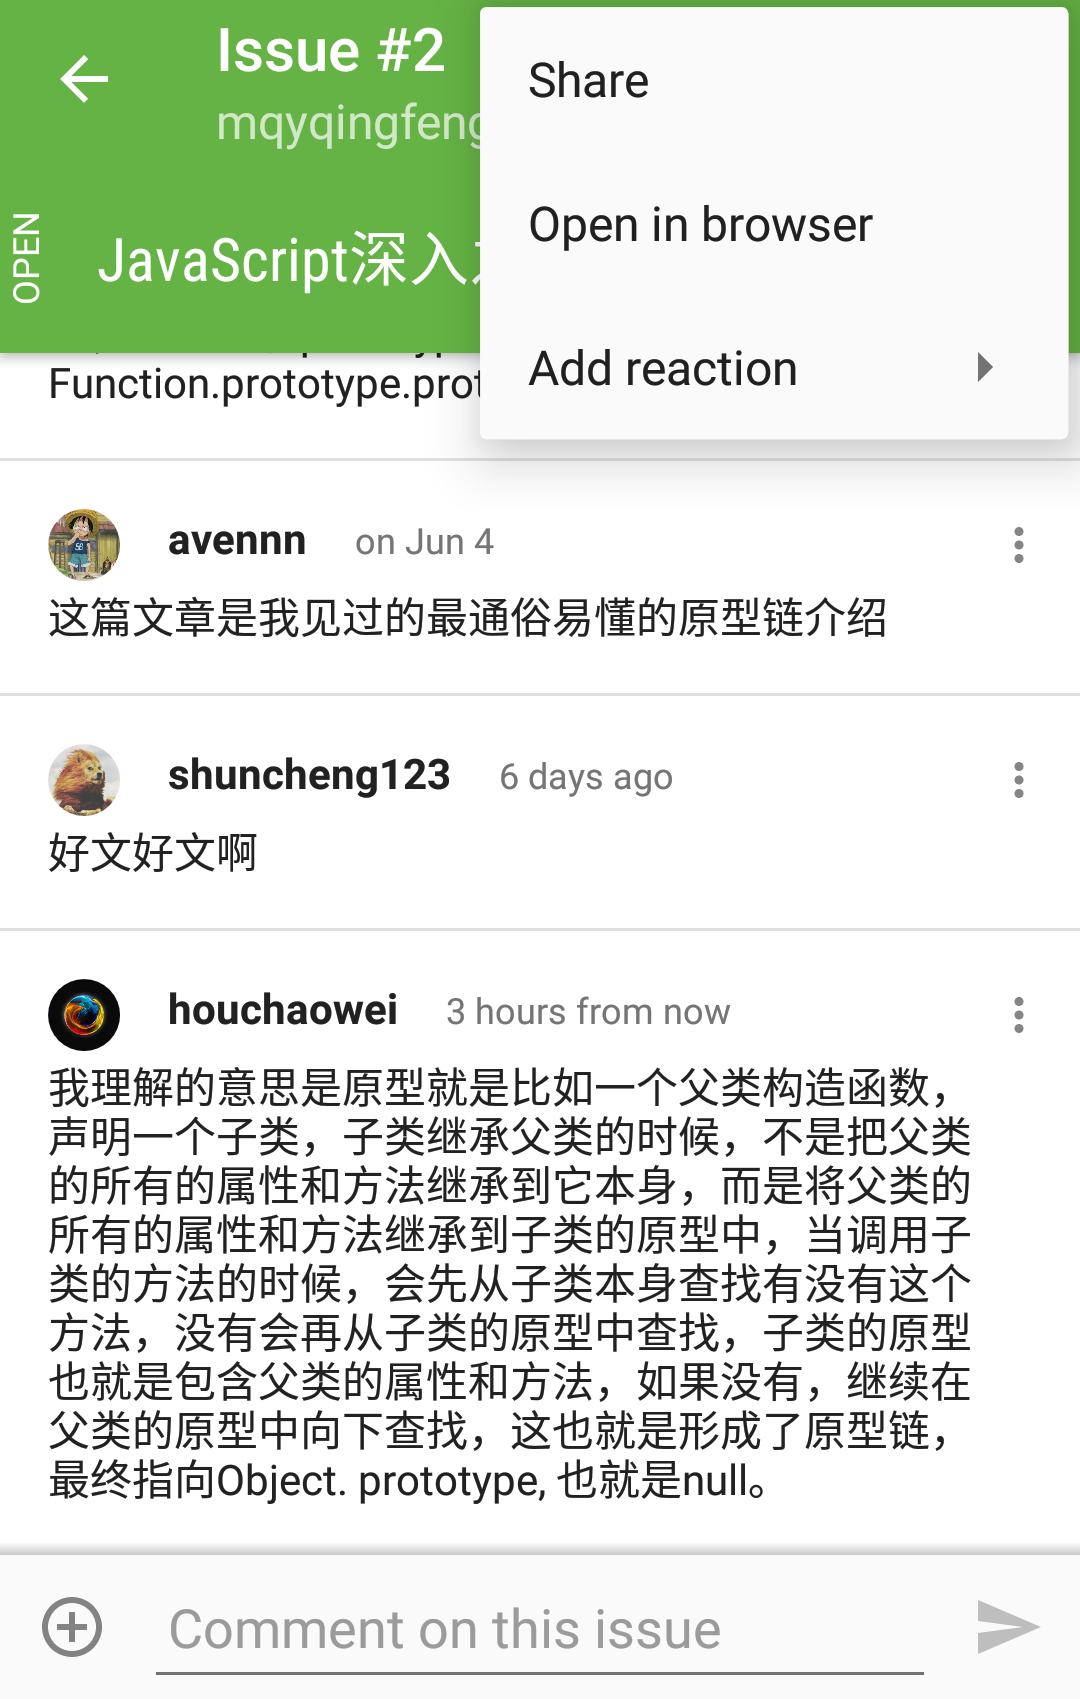 Issue #2
mqyqingfeng
OPEN
JavaScript深入
Share
Open in browser
Add reaction
Function.prototype.prot
avennn on Jun 4
这篇文章是我见过的最通俗易懂的原型链介绍
shuncheng123 6 days ago
好文好文啊
houchaowei 3 hours from now
我理解的意思是原型就是比如一个父类构造函数，
声明一个子类，子类继承父类的时候，不是把父类
的所有的属性和方法继承到它本身，而是将父类的
所有的属性和方法继承到子类的原型中，当调用子
类的方法的时候，会先从子类本身查找有没有这个
方法，没有会再从子类的原型中查找，子类的原型
也就是包含父类的属性和方法，如果没有，继续在
父类的原型中向下查找，这也就是形成了原型链，
最终指向Object. prototype, 也就是null。
Comment on this issue